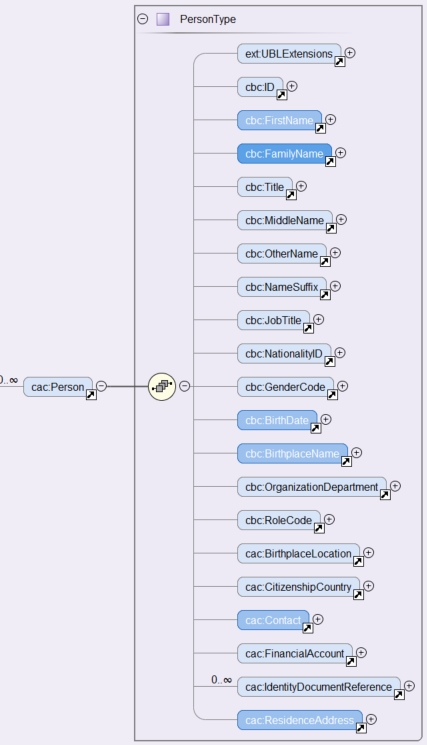 PersonType
ext:UBLExtensions
cbc:ID
cbc:FirstName
cbc:FamilyName
cbc:Title
cbc:MiddleName
cbc:OtherName
cbc:NameSuffix
cbc:JobTitle
cbc:NationalityID
0..∞ cac:Person
cbc:GenderCode
cbc:BirthDate
cbc:BirthplaceName
cbc:OrganizationDepartment
cbc:RoleCode
cac:BirthplaceLocation
cac:CitizenshipCountry
cac:Contact
cac:FinancialAccount
0..∞ cac:IdentityDocumentReference
cac:ResidenceAddress